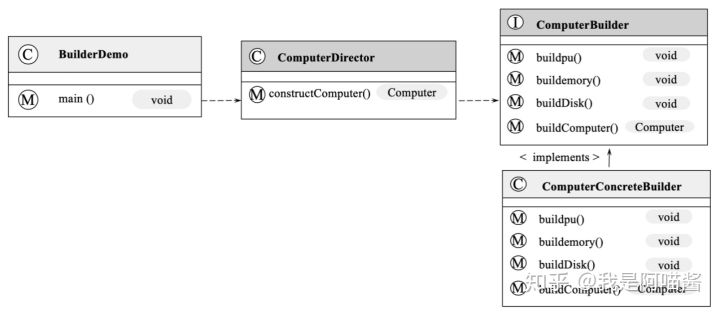 C BuilderDemo
M main () void
C ComputerDirector
M constructComputer() Computer
I ComputerBuilder
M buildpu() void
M buildemory() void
M buildDisk() void
M buildComputer() Computer
< implements >
C ComputerConcreteBuilder
M buildpu() void
M buildemory() void
M buildDisk() void
M buildComputer() Computer
知乎 @我是阿喵酱